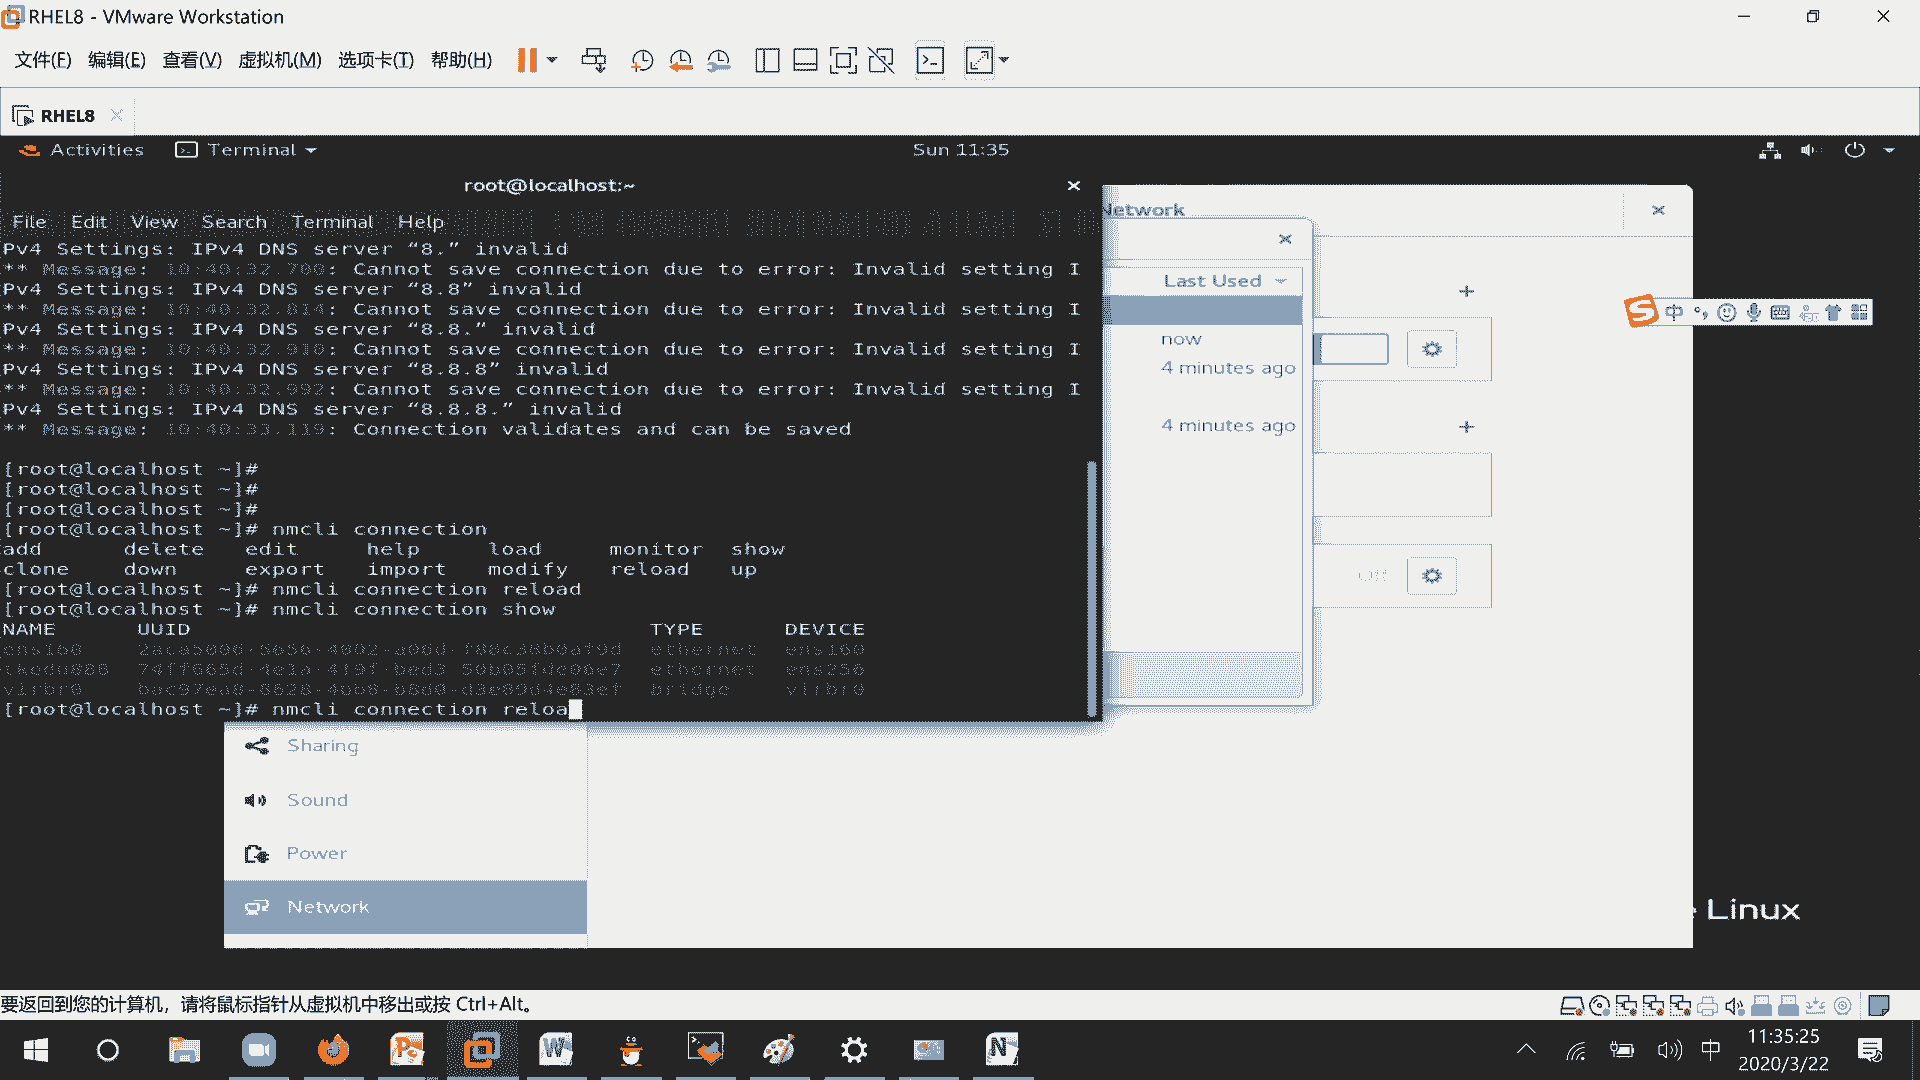 RHEL8 - VMware Workstation
文件(F) 编辑(E) 查看(V) 虚拟机(M) 选项卡(T) 帮助(H)
RHEL8
Activities Terminal Sun 11:35
root@localhost:~
Network
File Edit View Search Terminal Help
Pv4 Settings: IPv4 DNS server “8.” invalid
** Message: 10:40:32.700: Cannot save connection due to error: Invalid setting I
Pv4 Settings: IPv4 DNS server “8.8” invalid
** Message: 10:40:32.814: Cannot save connection due to error: Invalid setting I
Pv4 Settings: IPv4 DNS server “8.8.” invalid
** Message: 10:40:32.910: Cannot save connection due to error: Invalid setting I
Pv4 Settings: IPv4 DNS server “8.8.8” invalid
** Message: 10:40:32.992: Cannot save connection due to error: Invalid setting I
Pv4 Settings: IPv4 DNS server “8.8.8.” invalid
** Message: 10:40:33.119: Connection validates and can be saved
[root@localhost ~]#
[root@localhost ~]#
[root@localhost ~]#
[root@localhost ~]# nmcli connection
add delete edit help load monitor show
clone down export import modify reload up
[root@localhost ~]# nmcli connection reload
[root@localhost ~]# nmcli connection show
NAME UUID TYPE DEVICE
ens160 ethernet ens160
ethernet ens256
virbr0 bridge virbr0
[root@localhost ~]# nmcli connection reloa
Last Used
now
4 minutes ago
4 minutes ago
中
Off
Sharing
Sound
Power
Network
Linux
要返回到您的计算机，请将鼠标指针从虚拟机中移出或按 Ctrl+Alt。
中
11:35:25
2020/3/22